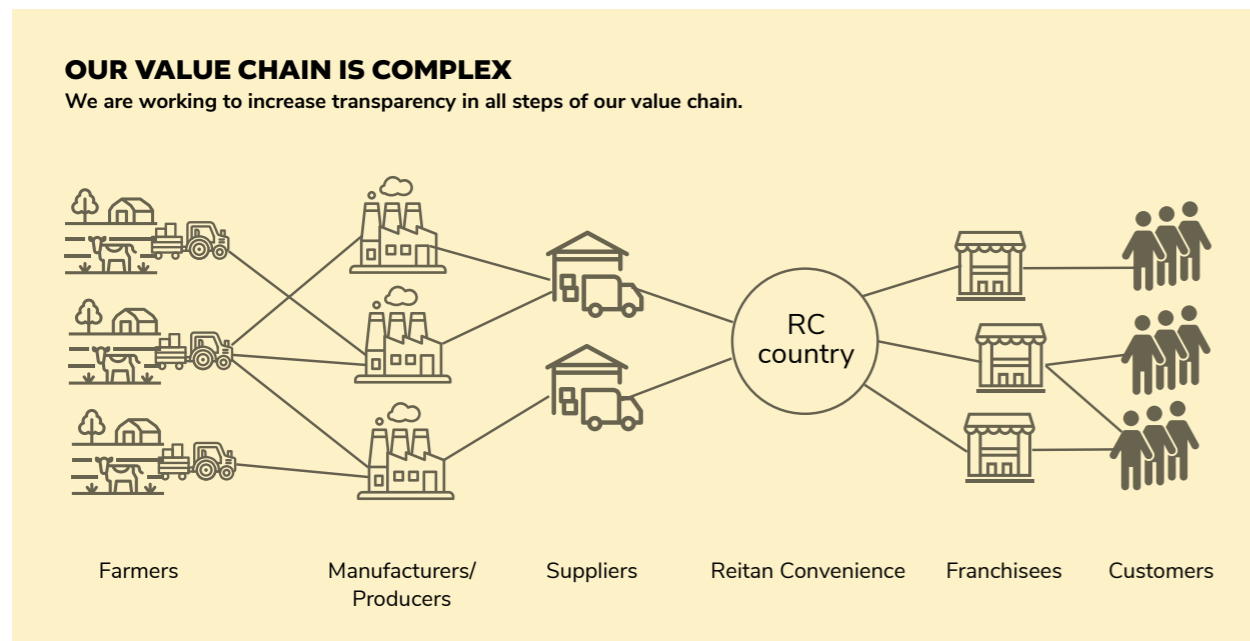 OUR VALUE CHAIN IS COMPLEX
We are working to increase transparency in all steps of our value chain.
RC
country
Farmers
Manufacturers/
Producers
Suppliers
Reitan Convenience
Franchisees
Customers